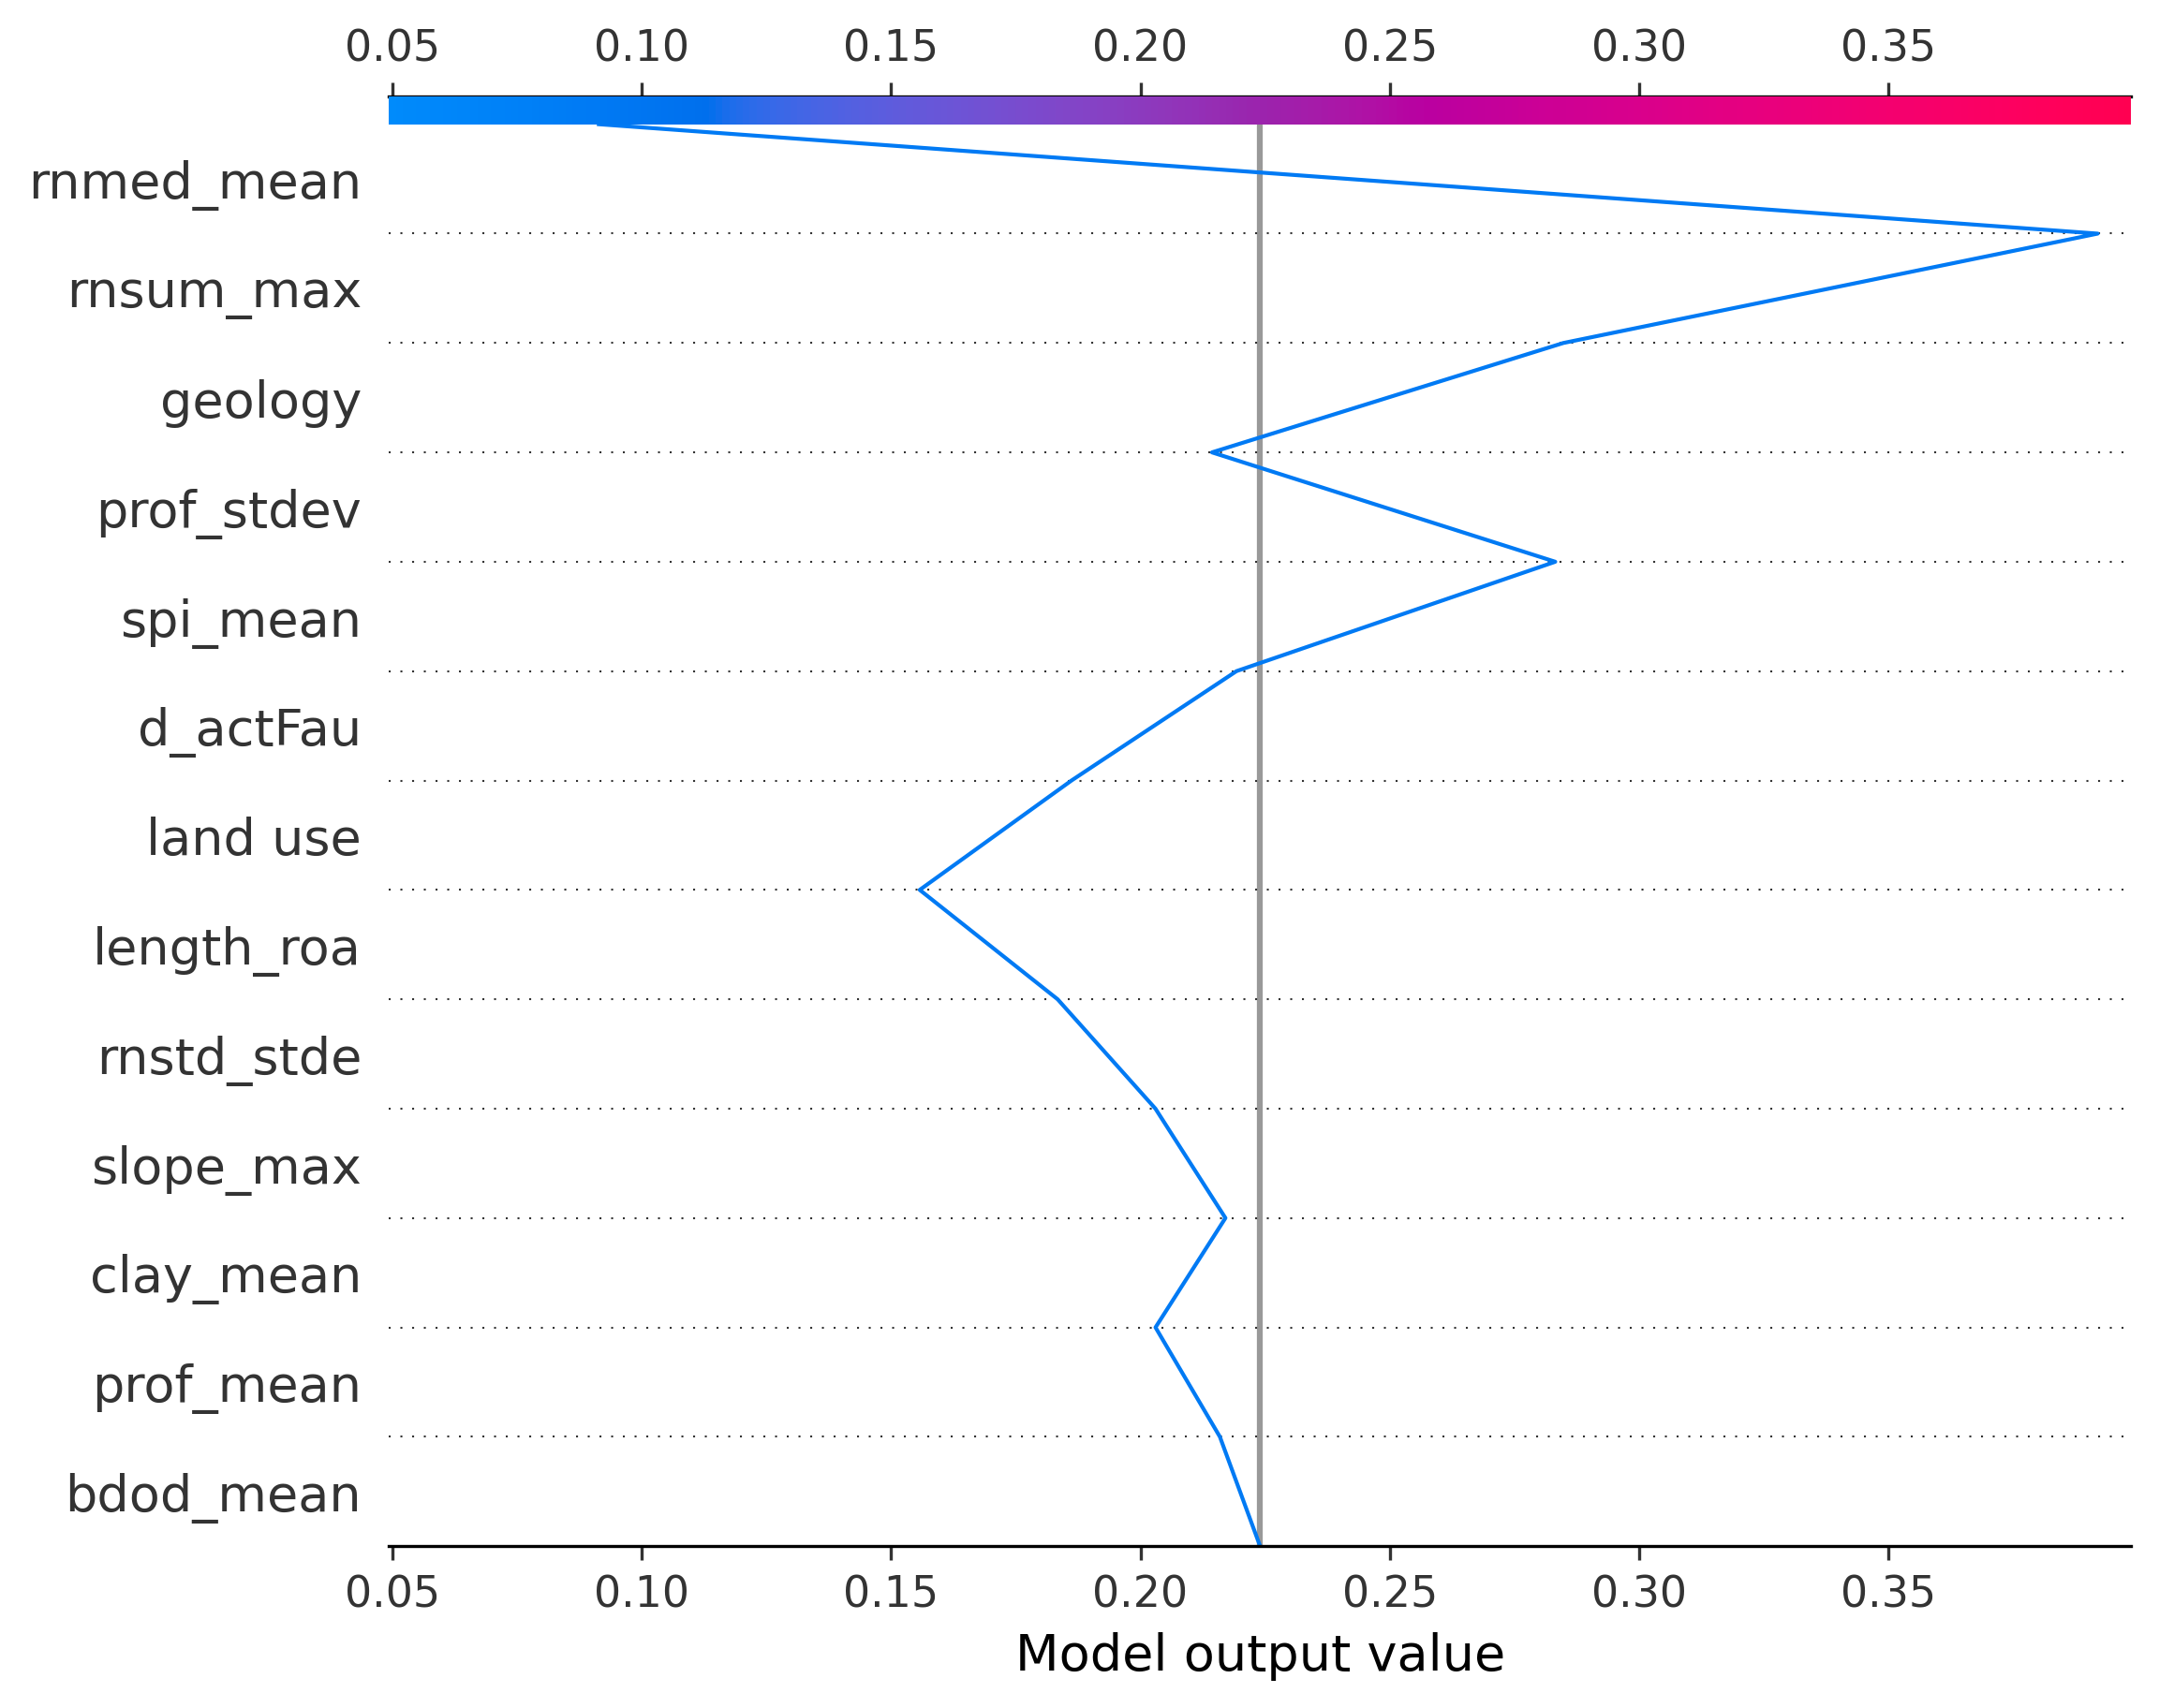 0.05 0.10 0.15 0.20 0.25 0.30 0.35
rnmed_mean
rnsum_max
geology
prof_stdev
spi_mean
d_actFau
land use
length_roa
rnstd_stde
slope_max
clay_mean
prof_mean
bdod_mean
0.05 0.10 0.15 0.20 0.25 0.30 0.35
Model output value